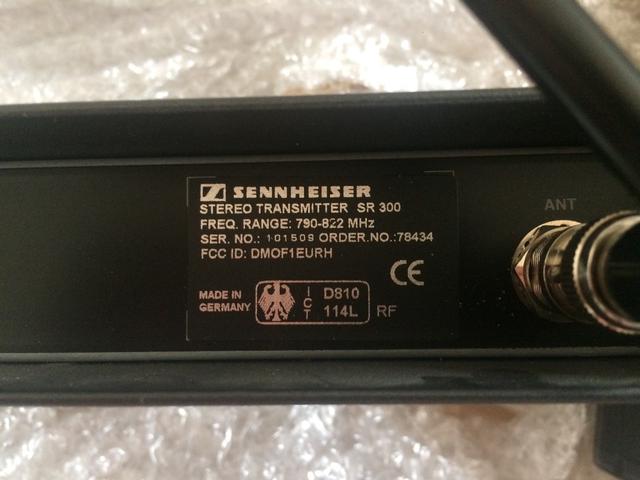 SENNHEISER
STEREO TRANSMITTER SR 300
FREQ. RANGE: 790-822 MHz
SER. NO.: 101509 ORDER.NO.:78434
FCC ID: DMOF1EURH
CE
MADE IN
GERMANY
ICT
D810
114L
RF
ANT